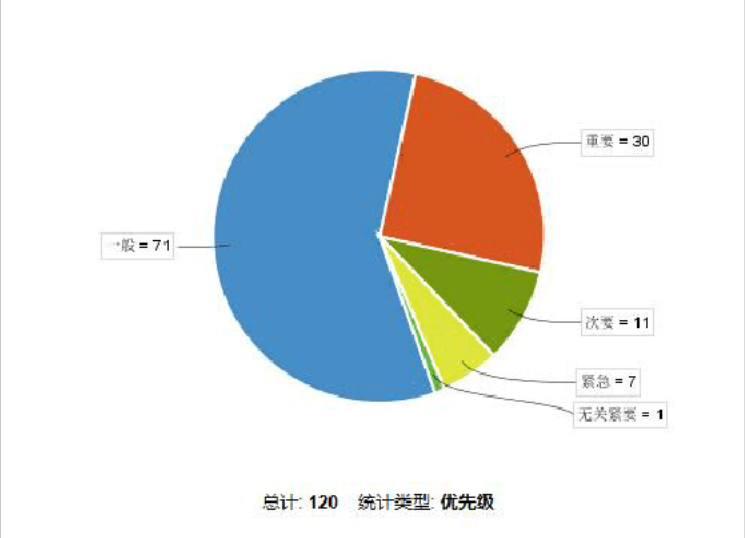 重要 = 30
一般 = 71
次要 = 11
紧急 = 7
无关紧要 = 1
总计: 120 统计类型: 优先级